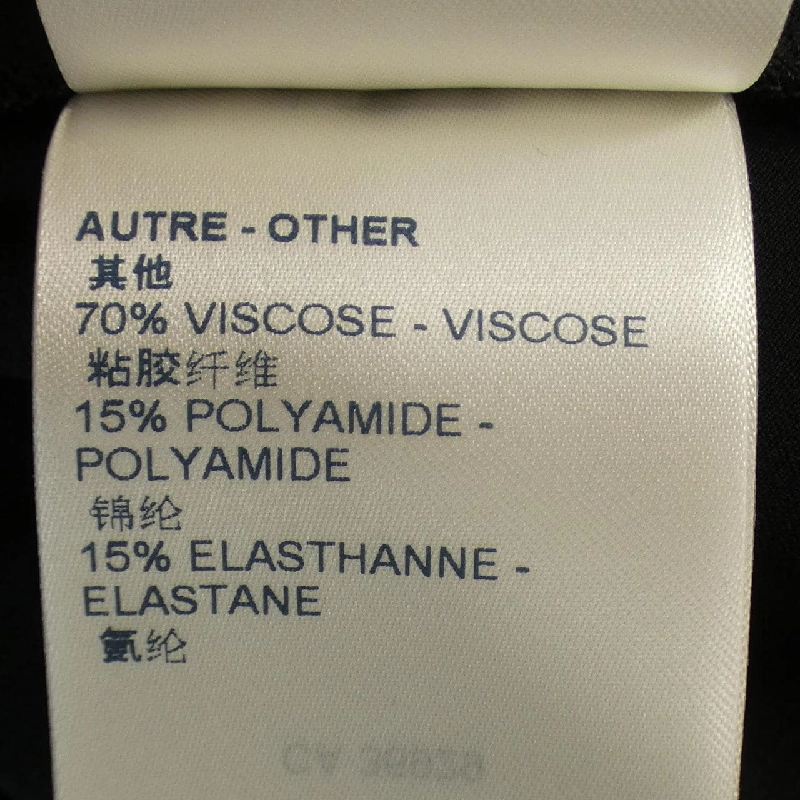 AUTRE - OTHER
其他
70% VISCOSE - VISCOSE
粘胶纤维
15% POLYAMIDE -
POLYAMIDE
锦纶
15% ELASTHANNE -
ELASTANE
氨纶